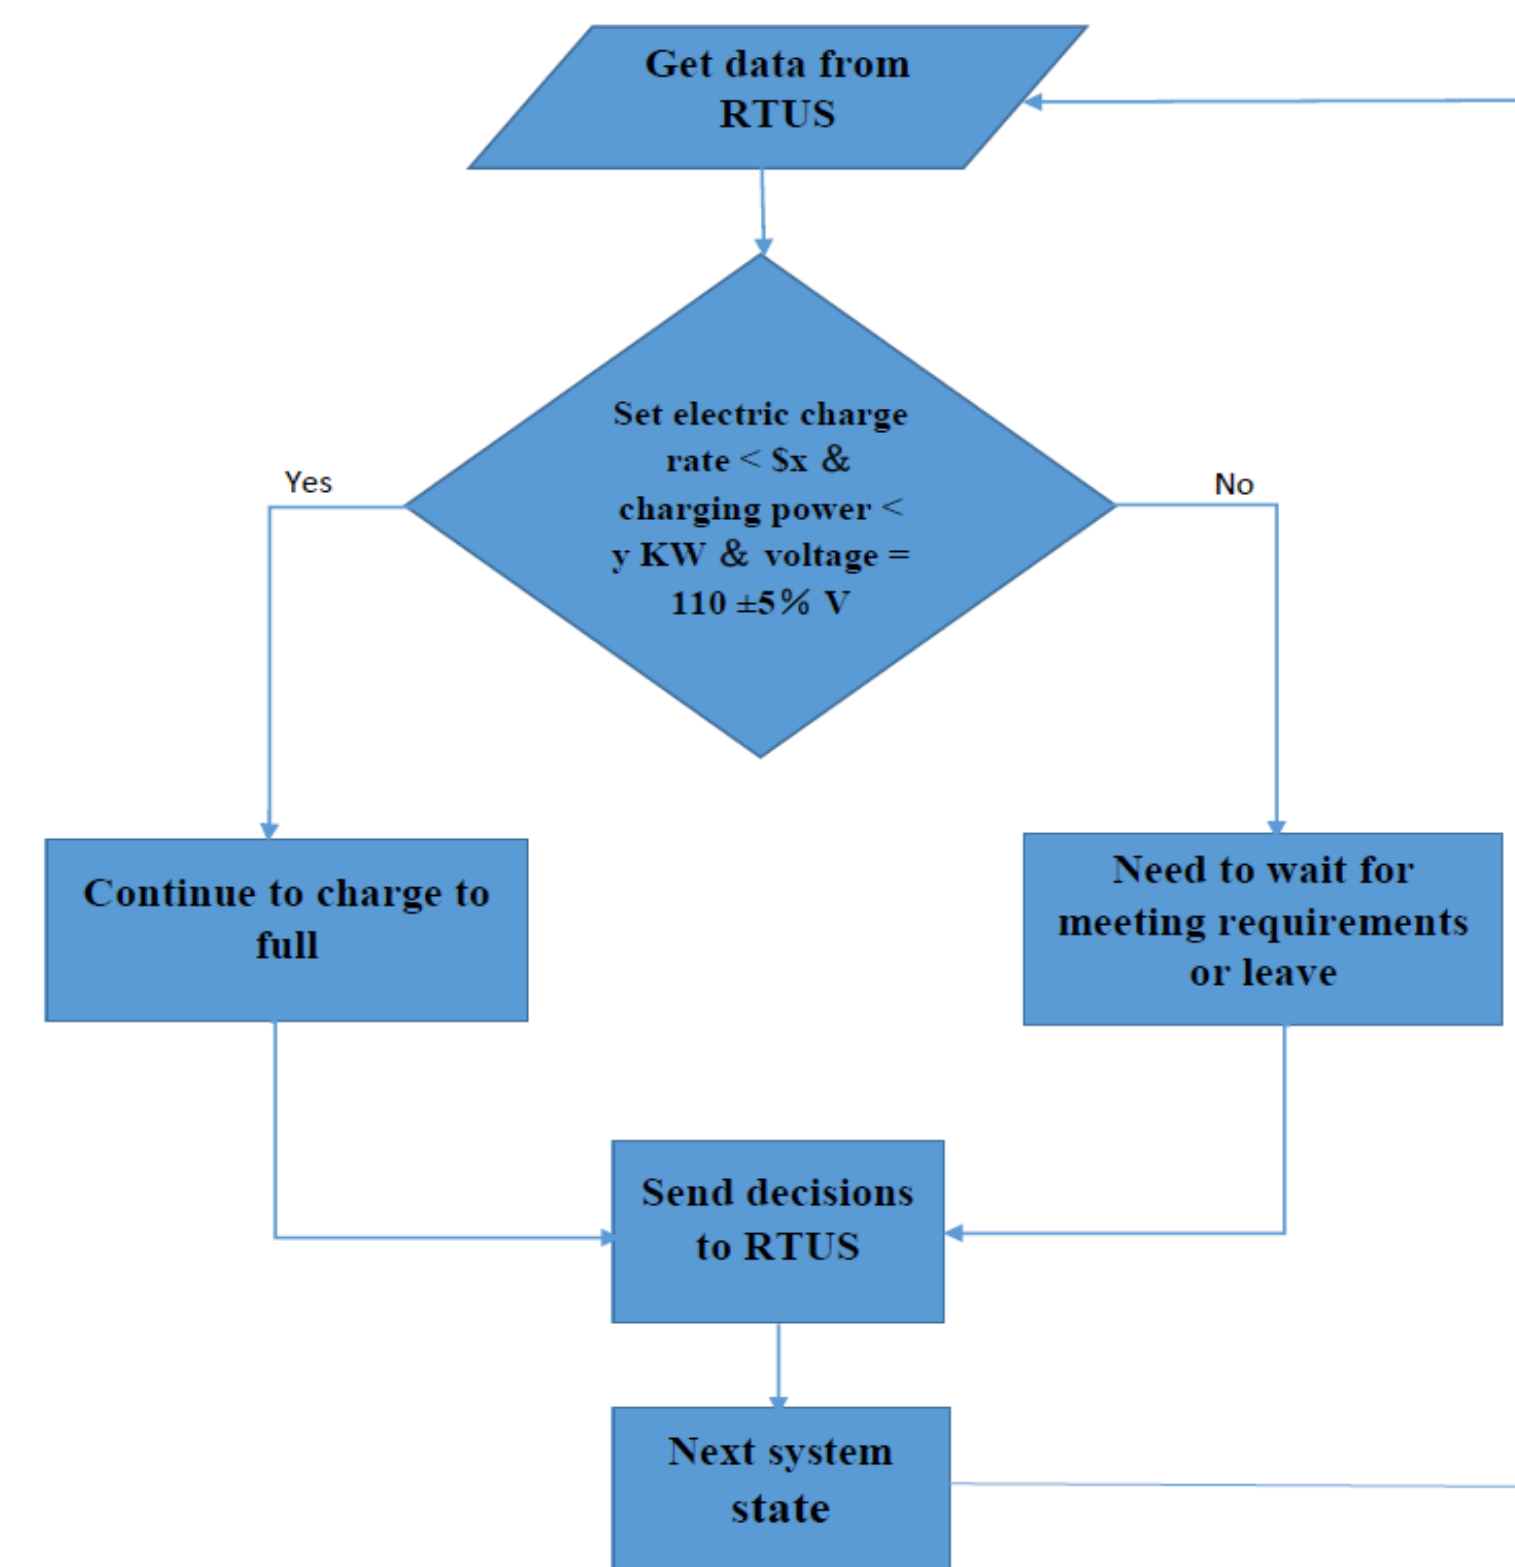 Get data from
RTUS
Set electric charge
rate < $x &
charging power <
y KW & voltage =
110 ±5% V
Yes
No
Continue to charge to
full
Need to wait for
meeting requirements
or leave
Send decisions
to RTUS
Next system
state